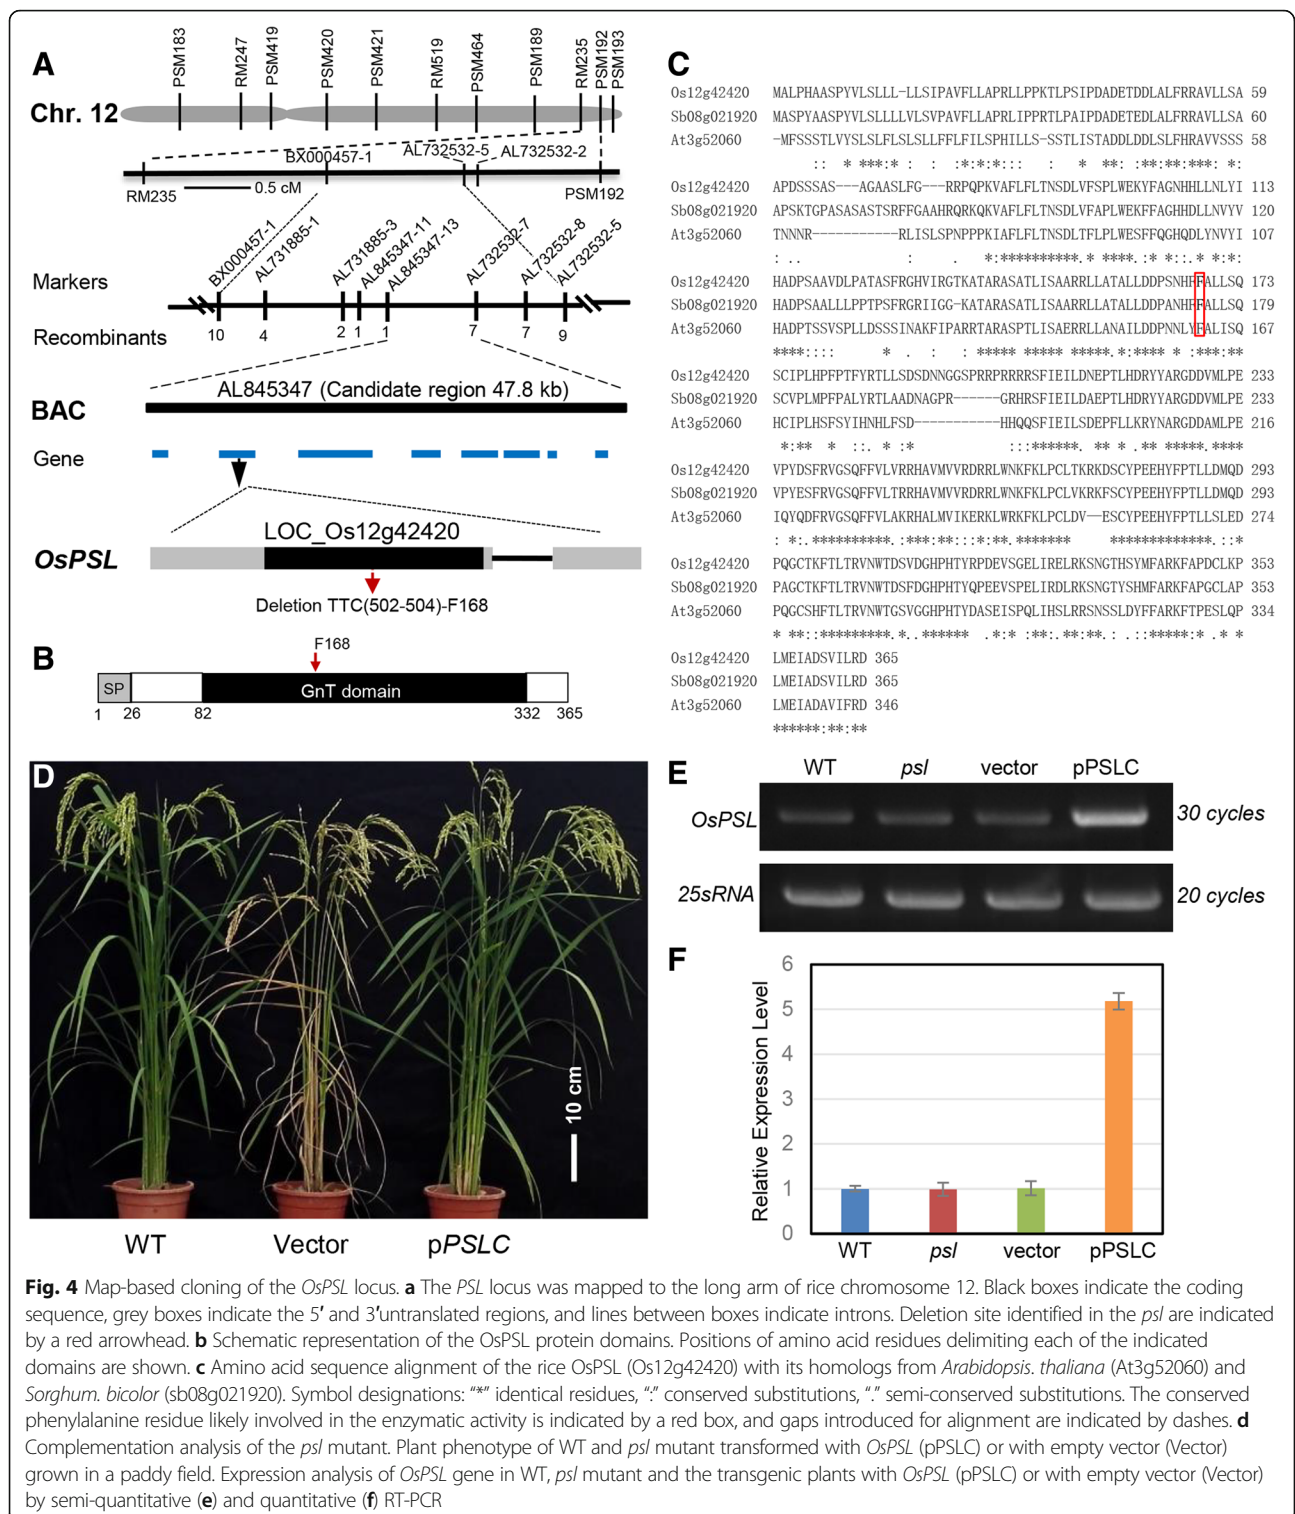 A
PSM183
RM247
PSM419
PSM420
PSM421
RM519
PSM464
PSM189
RM235
PSM192
PSM193
Chr. 12
BX000457-1
AL732532-5
AL732532-2
RM235
0.5 cM
PSM192
BX000457-1
AL731885-1
AL731885-3
AL845347-11
AL845347-13
AL732532-7
AL732532-8
AL732532-5
Markers
Recombinants
10 4 2 1 1 7 7 9
AL845347 (Candidate region 47.8 kb)
BAC
Gene
LOC_Os12g42420
OsPSL
Deletion TTC(502-504)-F168
B
F168
SP
GnT domain
1 26 82 332 365
C
Os12g42420 MALPHAASPYVLSLLL-LLSIPAVFLLAPRLLPPKTLPSIPDADETDDLALFRRAVLLSA 59
Sb08g021920 MASPYAASPYVLSLLLLVLSVPAVFLLAPRLIPPRTLPAIPDADETDDLALFRRAVLLSA 60
At3g52060 -MFSSSTLVYSLSLFLSLSLLFFLFILSPHILLS-SSTLISTADDLDDLSLFHRAVVSSS 58
:: * ***:* : : :*:*:::: : * **: :**:**:***: *:
Os12g42420 APDSSSAS---AGAASLFG---RRPQPKVAFLFLTNSDLVFSPLWEKYFAGNHHLLNLYI 113
Sb08g021920 APSKTGPASASASTSRFFGAAHRQRKQKVAFLFLTNSDLVFAPLWEKFFAGHHDLLNVYV 120
At3g52060 TNNNR-----------RLISLSPNPPPKIAFLFLTNSDLTFLPLWESFFQGHQDLYNVYI 107
: .. : . *:**********.* ****.:* *::.* *:*:
Os12g42420 HADPSAAVDLPATASFRGHVIRGTKATARASATLISAARRLLATALLDDPSNHFFALLSQ 173
Sb08g021920 HADPSAALLLPPTPSFRGRIIGG-KATARASATLISAARRLLATALLDDPANHFFALLSQ 179
At3g52060 HADPTSSVSPLLDSSSINAKFIPARRTARASPTLISAERRLLANAILDDPNNLYFALISQ 167
****:::: * . : : ***** ***** *****.*:**** * :***:**
Os12g42420 SCIPLHPFPTFYRTLLSDSDNNGGSPRRPRRRRSFIEILDNEPTLHDRYYARGDDVMLPE 233
Sb08g021920 SCVPLMPFPALYRTLAADNAGPR------GRHRSFIEILDAEPTLHDRYYARGDDVMLPE 233
At3g52060 HCIPLHSFSYIHNHLFSD-----------HHQQSFIEILSDEPFLLKRYNARGDDAMLPE 216
*:** * ::. * :* :::******. ** * ** *****.****
Os12g42420 VPYDSFRVGSQFFVLVRRHAVMVVRDRRLWNKFKLPCLTKRKDSCYPEEHYFPTLLDMQD 293
Sb08g021920 VPYESFRVGSQFFVLTRRHAVMVVRDRRLWNKFKLPCLVKRKFSCYPEEHYFPTLLDMQD 293
At3g52060 IQYQDFRVGSQFFVLAKRHALMVIKERKLWRKFKLPCLDV--ESCYPEEHYFPTLLSLED 274
: *:.**********.:***:**::*:**.******* *************.::*
Os12g42420 PQGCTKFTLTRVNWTDSVDGHPHTYRPDEVSGELIRELRKSNGTHSYMFARKFAPDCLKP 353
Sb08g021920 PAGCTKFTLTRVNWTDSFDGHPHTYQPEEVSPELIRDLRKSNGTYSHMFARKFAPGCLAP 353
At3g52060 PQGCSHFTLTRVNWTGSVGGHPHTYDASEISPQLIHSLRRSNSSLDYFFARKFTPESLQP 334
* **::*********.*..****** .*:* :**:.**:**.:.::*****:* .* *
Os12g42420 LMEIADSVILRD 365
Sb08g021920 LMEIADSVILRD 365
At3g52060 LMEIADAVIFRD 346
******:**:**
D
10 cm
WT Vector pPSLC
E
WT psl vector pPSLC
OsPSL 30 cycles
25sRNA 20 cycles
F
Relative Expression Level
6
5
4
3
2
1
0
WT psl vector pPSLC
Fig. 4 Map-based cloning of the OsPSL locus. a The PSL locus was mapped to the long arm of rice chromosome 12. Black boxes indicate the coding
sequence, grey boxes indicate the 5′ and 3′untranslated regions, and lines between boxes indicate introns. Deletion site identified in the psl are indicated
by a red arrowhead. b Schematic representation of the OsPSL protein domains. Positions of amino acid residues delimiting each of the indicated
domains are shown. c Amino acid sequence alignment of the rice OsPSL (Os12g42420) with its homologs from Arabidopsis. thaliana (At3g52060) and
Sorghum. bicolor (sb08g021920). Symbol designations: “*” identical residues, “:” conserved substitutions, “.” semi-conserved substitutions. The conserved
phenylalanine residue likely involved in the enzymatic activity is indicated by a red box, and gaps introduced for alignment are indicated by dashes. d
Complementation analysis of the psl mutant. Plant phenotype of WT and psl mutant transformed with OsPSL (pPSLC) or with empty vector (Vector)
grown in a paddy field. Expression analysis of OsPSL gene in WT, psl mutant and the transgenic plants with OsPSL (pPSLC) or with empty vector (Vector)
by semi-quantitative (e) and quantitative (f) RT-PCR